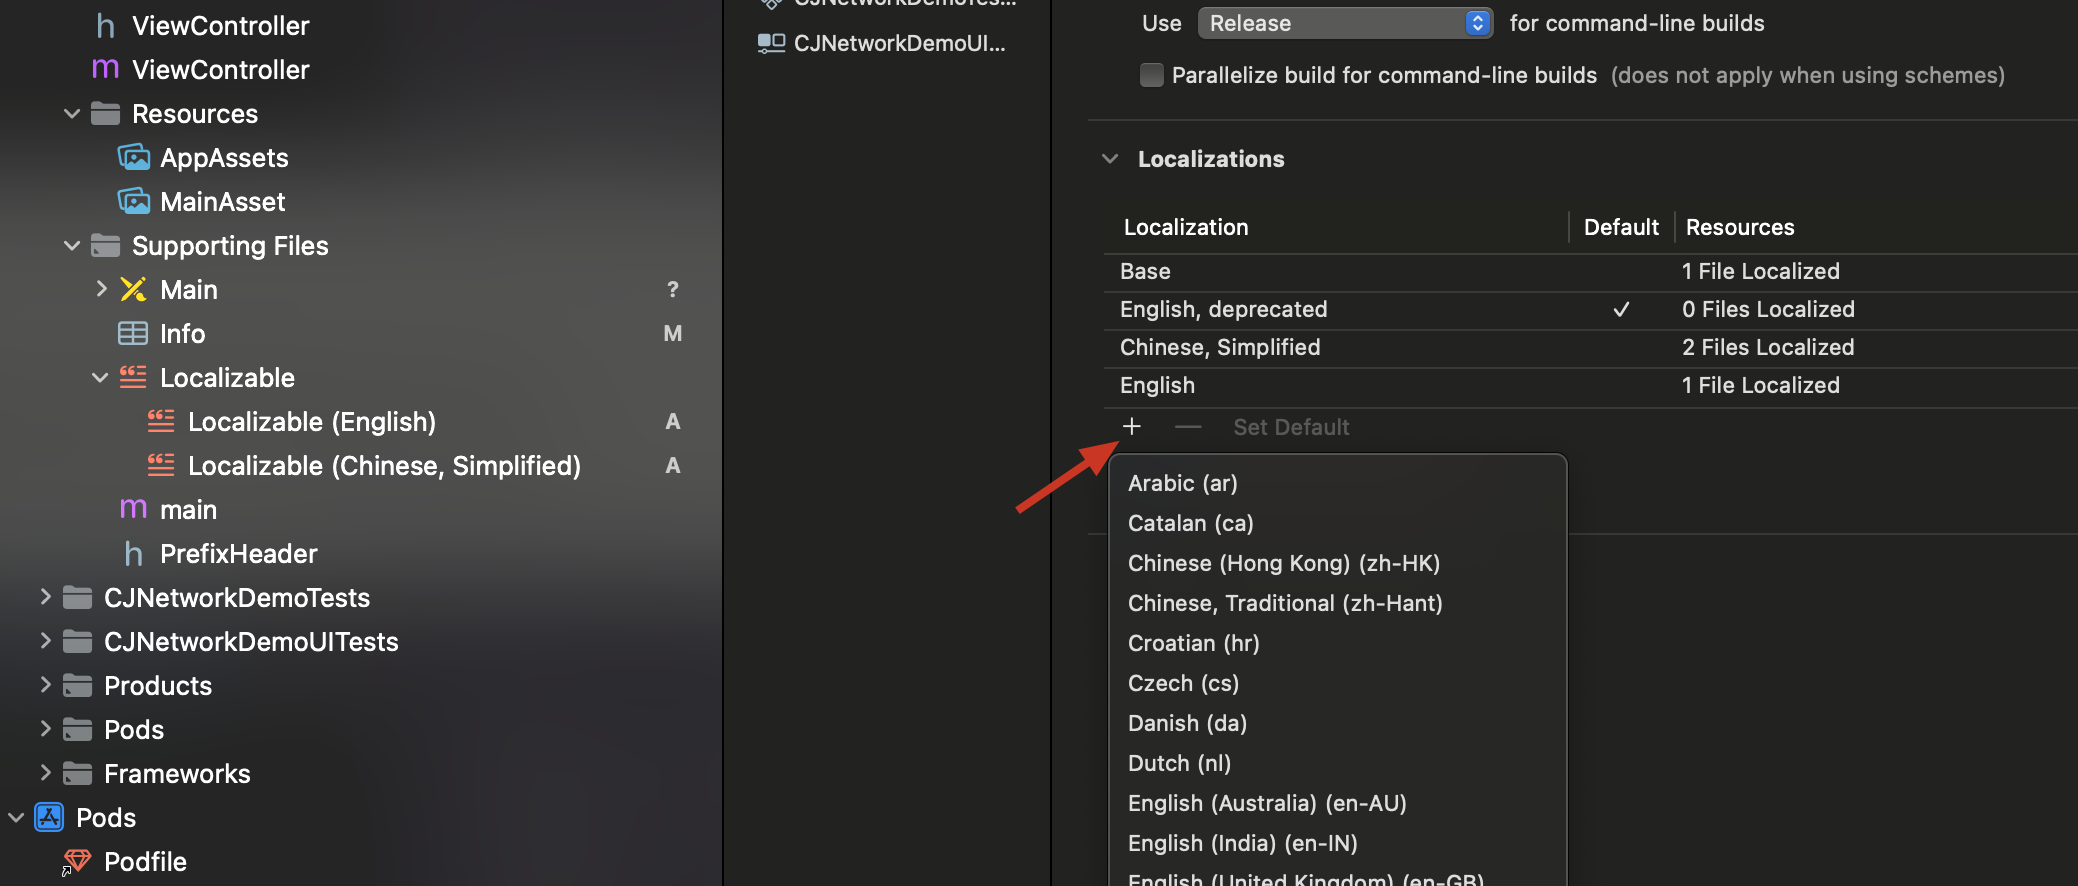 ViewController
ViewController
Resources
AppAssets
MainAsset
Supporting Files
Main ?
Info M
Localizable
Localizable (English) A
Localizable (Chinese, Simplified) A
main
PrefixHeader
CJNetworkDemoTests
CJNetworkDemoUITests
Products
Pods
Frameworks
Pods
Podfile
CJNetworkDemoTes...
CJNetworkDemoUI...
Use Release for command-line builds
Parallelize build for command-line builds (does not apply when using schemes)
Localizations
Localization Default Resources
Base 1 File Localized
English, deprecated ✓ 0 Files Localized
Chinese, Simplified 2 Files Localized
English 1 File Localized
+ — Set Default
Arabic (ar)
Catalan (ca)
Chinese (Hong Kong) (zh-HK)
Chinese, Traditional (zh-Hant)
Croatian (hr)
Czech (cs)
Danish (da)
Dutch (nl)
English (Australia) (en-AU)
English (India) (en-IN)
English (United Kingdom) (en-GB)